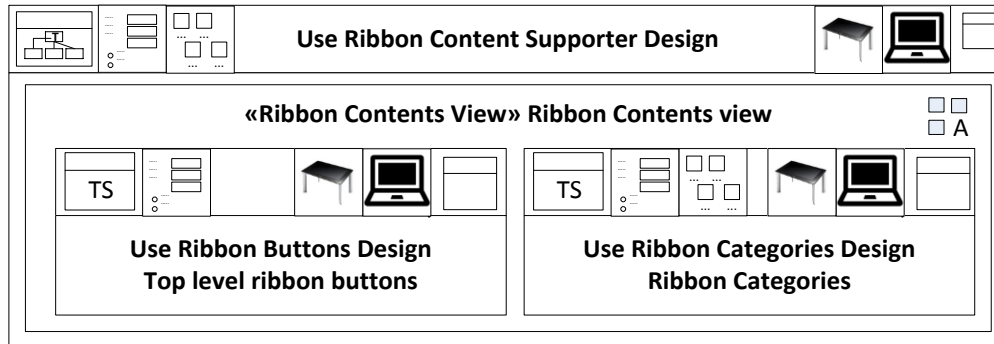 T
Use Ribbon Content Supporter Design
«Ribbon Contents View» Ribbon Contents view
A
TS
TS
Use Ribbon Buttons Design
Top level ribbon buttons
Use Ribbon Categories Design
Ribbon Categories